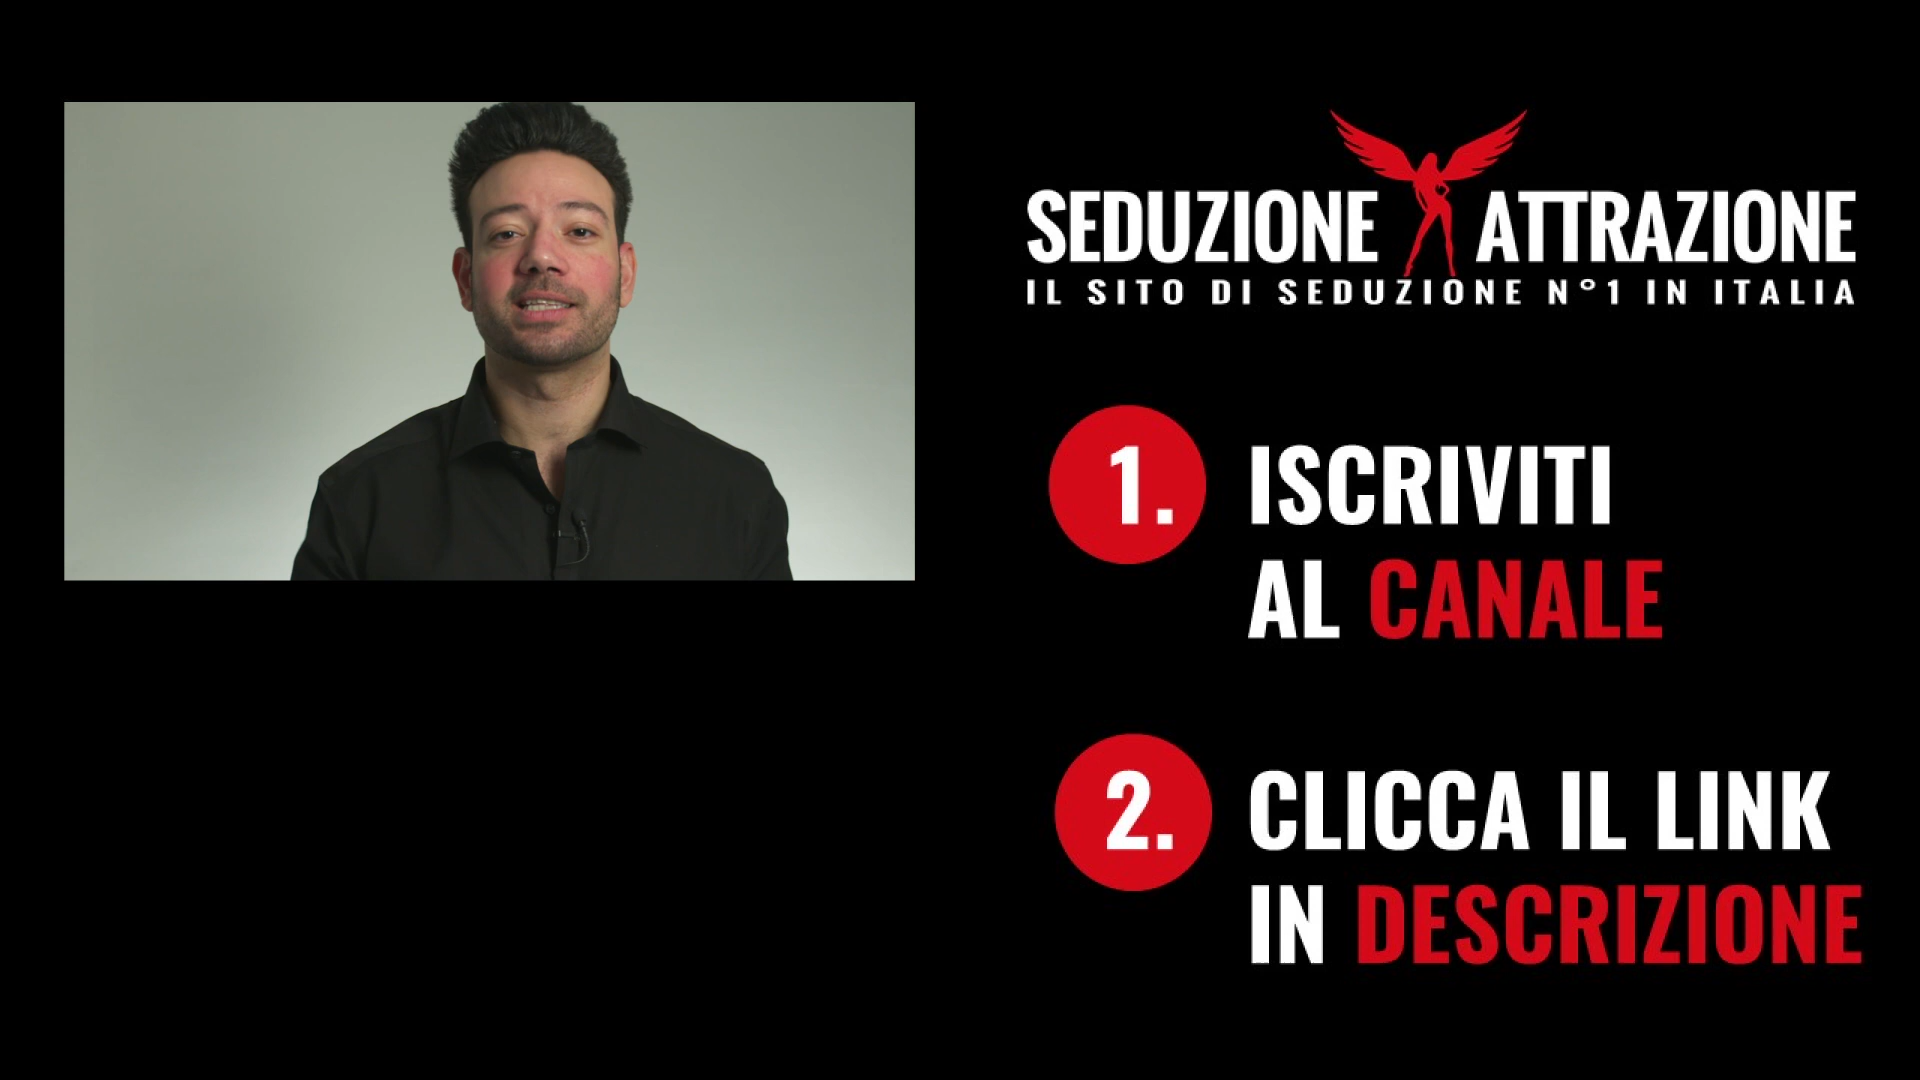 SEDUZIONE ATTRAZIONE
IL SITO DI SEDUZIONE N°1 IN ITALIA
1. ISCRIVITI
AL CANALE
2. CLICCA IL LINK
IN DESCRIZIONE